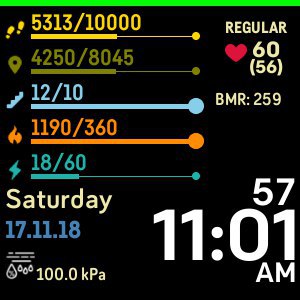 5313/10000
REGULAR
4250/8045
60
(56)
12/10
BMR: 259
1190/360
18/60
Saturday
57
17.11.18
11:01
100.0 kPa
AM